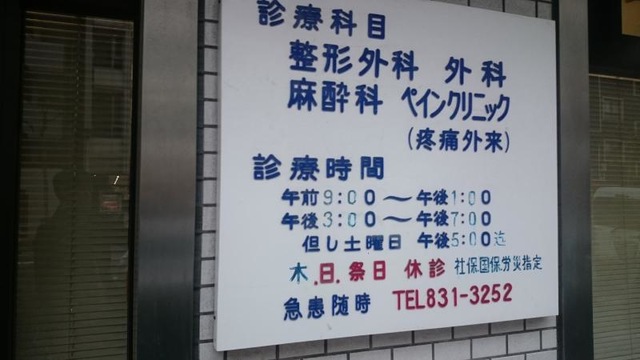 診療科目
整形外科 外科
麻酔科 ペインクリニック
(疼痛外来)
診療時間
午前9:00〜午後1:00
午後3:00〜午後7:00
但し土曜日 午後5:00迄
木.日.祭日 休診 社保国保労災指定
急患随時 TEL831-3252